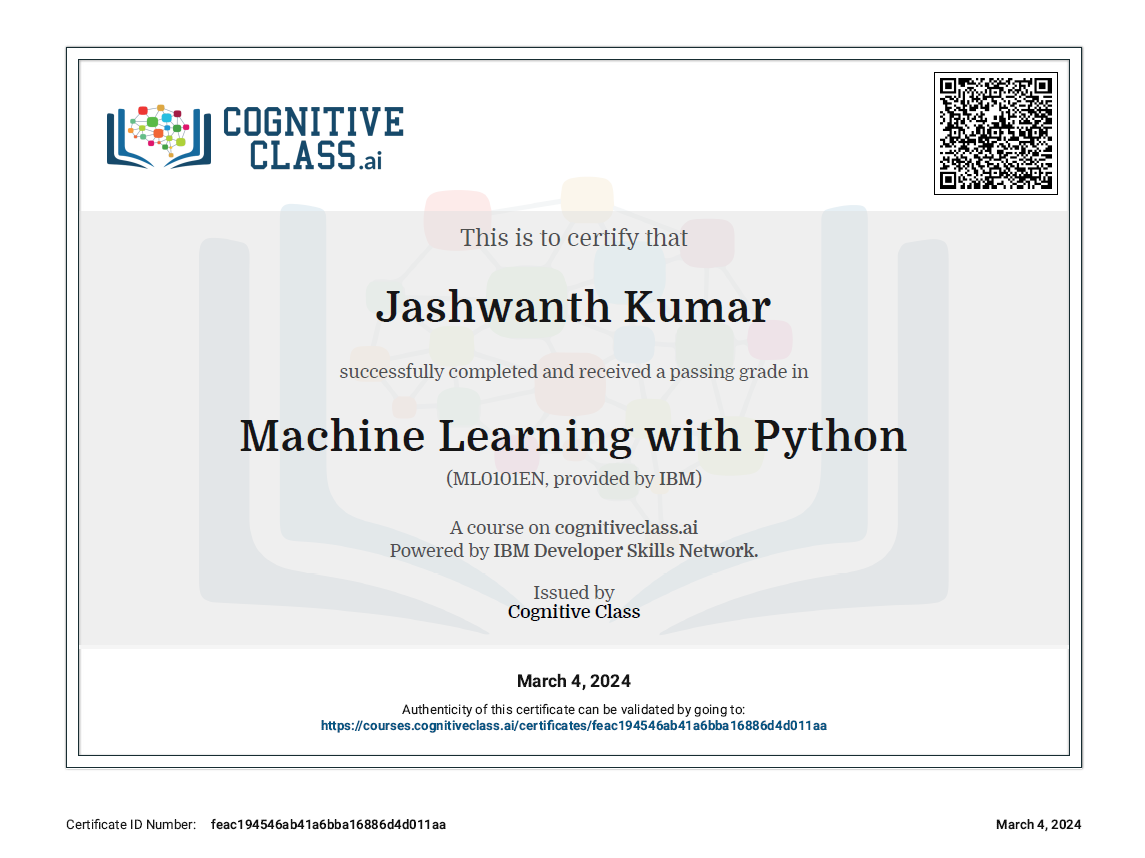 COGNITIVE
CLASS.ai
This is to certify that
Jashwanth Kumar
successfully completed and received a passing grade in
Machine Learning with Python
(ML0101EN, provided by IBM)
A course on cognitiveclass.ai
Powered by IBM Developer Skills Network.
Issued by
Cognitive Class
March 4, 2024
Authenticity of this certificate can be validated by going to:
https://courses.cognitiveclass.ai/certificates/feac194546ab41a6bba16886d4d011aa
Certificate ID Number: feac194546ab41a6bba16886d4d011aa
March 4, 2024